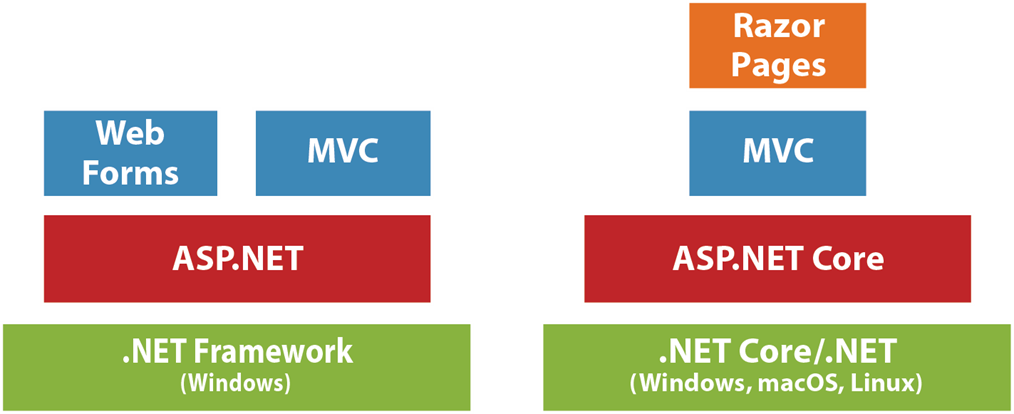 Web
Forms
MVC
ASP.NET
.NET Framework
(Windows)
Razor
Pages
MVC
ASP.NET Core
.NET Core/.NET
(Windows, macOS, Linux)